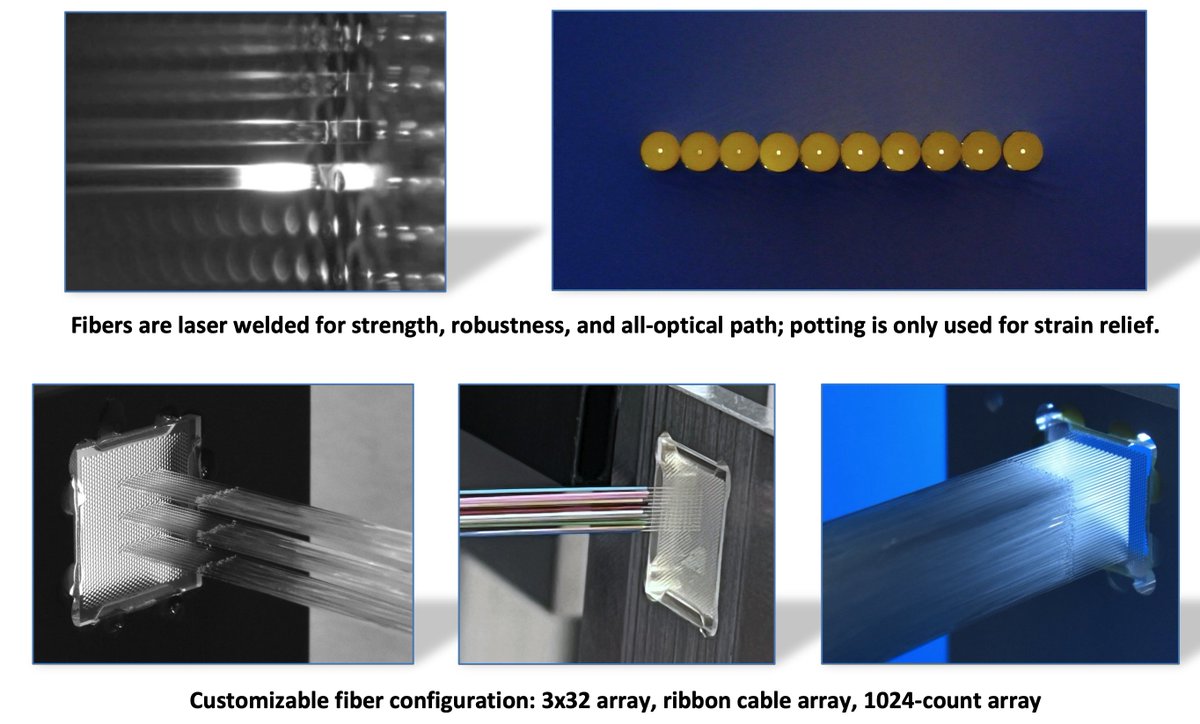 Fibers are laser welded for strength, robustness, and all-optical path; potting is only used for strain relief.
Customizable fiber configuration: 3x32 array, ribbon cable array, 1024-count array